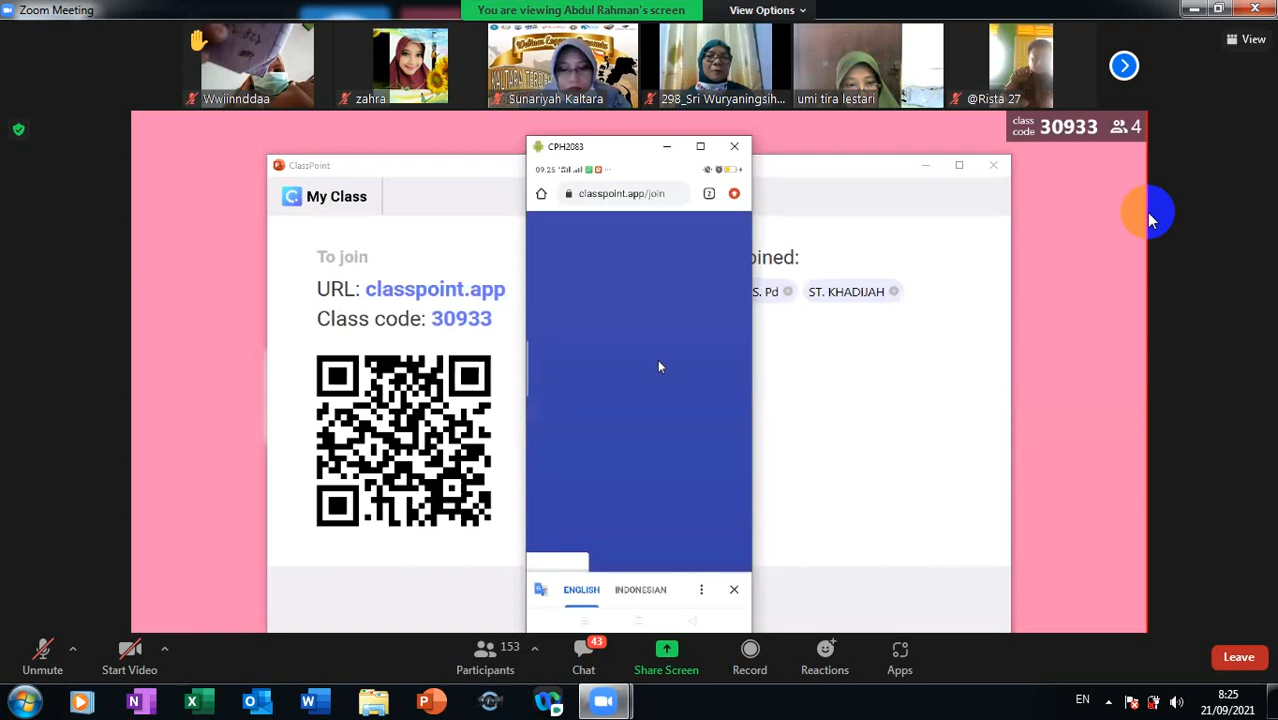 Zoom Meeting
You are viewing Abdul Rahman's screen
View Options
View
Wwiinnddaa
zahra
Sunariyah Kaltara
298_Sri Wuryaningsih...
umi tira lestari
@Rista 27
class code 30933 4
ClassPoint
My Class
To join
URL: classpoint.app
Class code: 30933
CPH2083
09.25
classpoint.app/join
2
oined:
S. Pd
ST. KHADIJAH
ENGLISH INDONESIAN
Unmute
Start Video
153
Participants
43
Chat
Share Screen
Record
Reactions
Apps
Leave
EN
8:25
21/09/2021